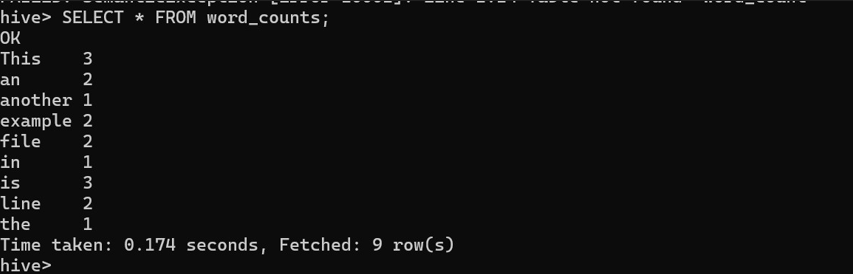 hive> SELECT * FROM word_counts;
OK
This    3
an      2
another 1
example 2
file    2
in      1
is      3
line    2
the     1
Time taken: 0.174 seconds, Fetched: 9 row(s)
hive>